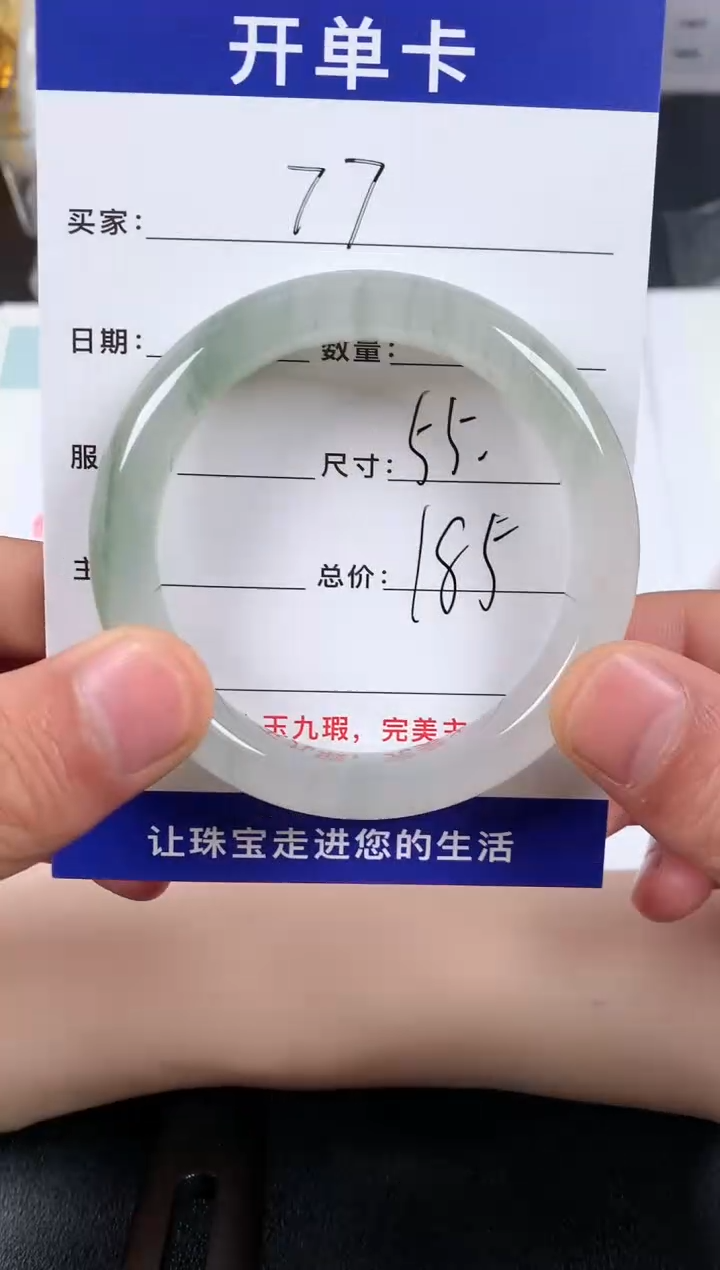 开单卡
买家: 77
日期: 数量:
服 尺寸: 55.
主 总价: 185
玉九瑕，完美主
让珠宝走进您的生活